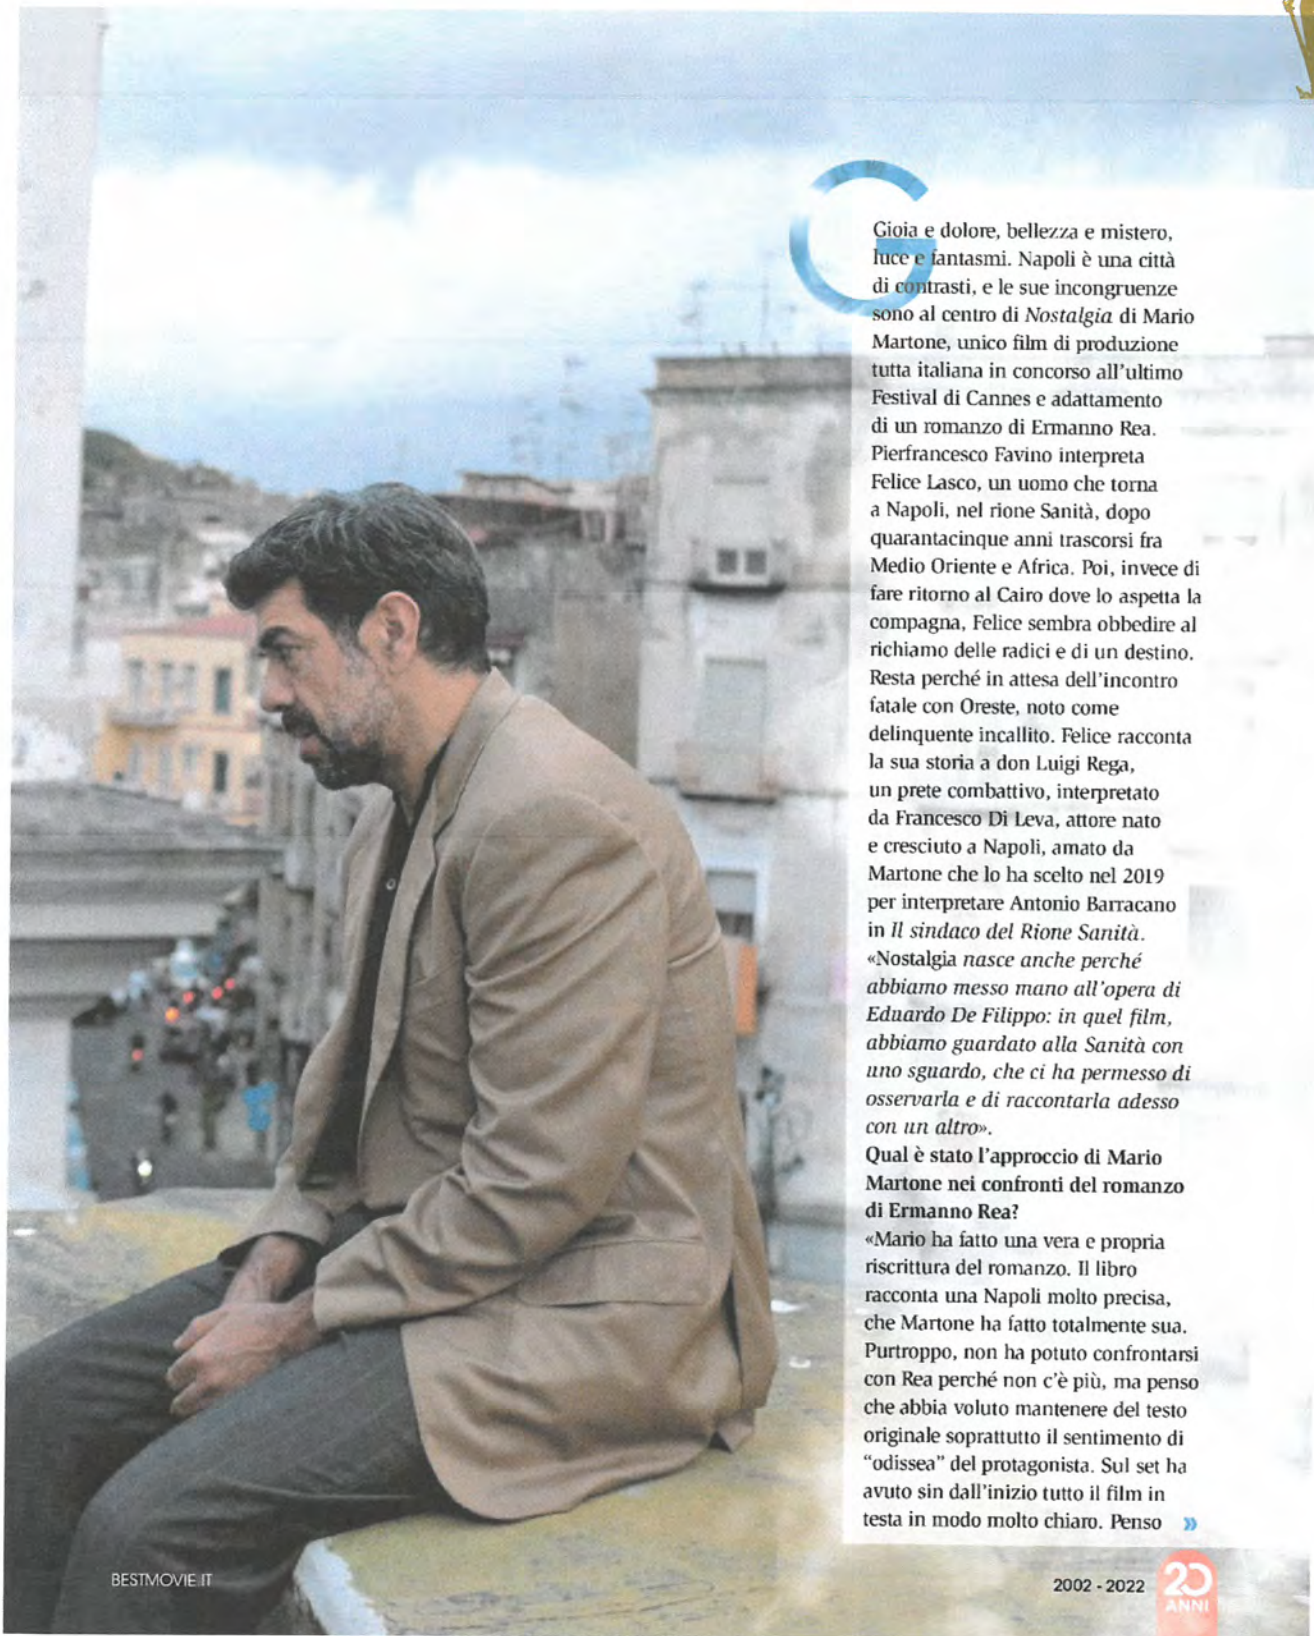 G
Gioia e dolore, bellezza e mistero,
luce e fantasmi. Napoli è una città
di contrasti, e le sue incongruenze
sono al centro di Nostalgia di Mario
Martone, unico film di produzione
tutta italiana in concorso all'ultimo
Festival di Cannes e adattamento
di un romanzo di Ermanno Rea.
Pierfrancesco Favino interpreta
Felice Lasco, un uomo che torna
a Napoli, nel rione Sanità, dopo
quarantacinque anni trascorsi fra
Medio Oriente e Africa. Poi, invece di
fare ritorno al Cairo dove lo aspetta la
compagna, Felice sembra obbedire al
richiamo delle radici e di un destino.
Resta perché in attesa dell'incontro
fatale con Oreste, noto come
delinquente incallito. Felice racconta
la sua storia a don Luigi Rega,
un prete combattivo, interpretato
da Francesco Di Leva, attore nato
e cresciuto a Napoli, amato da
Martone che lo ha scelto nel 2019
per interpretare Antonio Barracano
in Il sindaco del Rione Sanità.
«Nostalgia nasce anche perché
abbiamo messo mano all'opera di
Eduardo De Filippo: in quel film,
abbiamo guardato alla Sanità con
uno sguardo, che ci ha permesso di
osservarla e di raccontarla adesso
con un altro».
Qual è stato l'approccio di Mario
Martone nei confronti del romanzo
di Ermanno Rea?
«Mario ha fatto una vera e propria
riscrittura del romanzo. Il libro
racconta una Napoli molto precisa,
che Martone ha fatto totalmente sua.
Purtroppo, non ha potuto confrontarsi
con Rea perché non c'è più, ma penso
che abbia voluto mantenere del testo
originale soprattutto il sentimento di
“odissea” del protagonista. Sul set ha
avuto sin dall'inizio tutto il film in
testa in modo molto chiaro. Penso »
BESTMOVIE.IT
2002 - 2022
20
ANNI